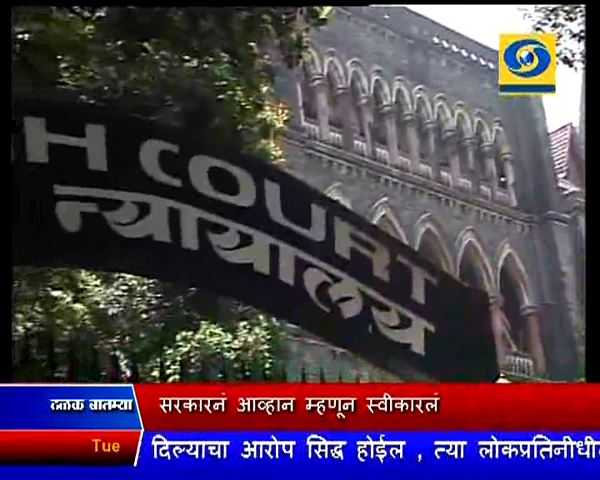 H COURT
न्यायालय
ठळक बातम्या
सरकारनं आव्हान म्हणून स्वीकारलं
Tue
दिल्याचा आरोप सिद्ध होईल , त्या लोकप्रतिनीधी